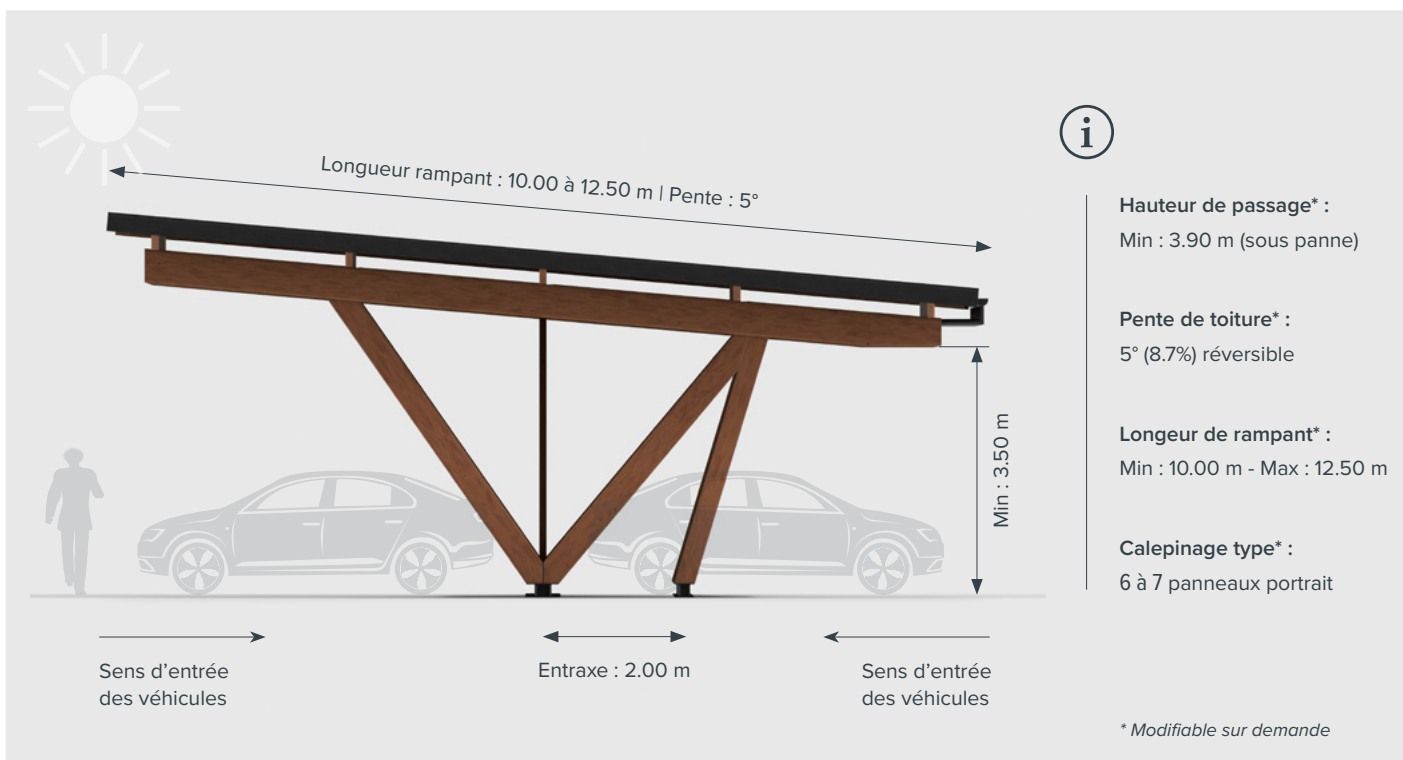 Longueur rampant : 10.00 à 12.50 m | Pente : 5°
i
Hauteur de passage* :
Min : 3.90 m (sous panne)
Pente de toiture* :
5° (8.7%) réversible
Longeur de rampant* :
Min : 10.00 m - Max : 12.50 m
Calepinage type* :
6 à 7 panneaux portrait
Min : 3.50 m
Sens d’entrée
des véhicules
Entraxe : 2.00 m
Sens d’entrée
des véhicules
* Modifiable sur demande